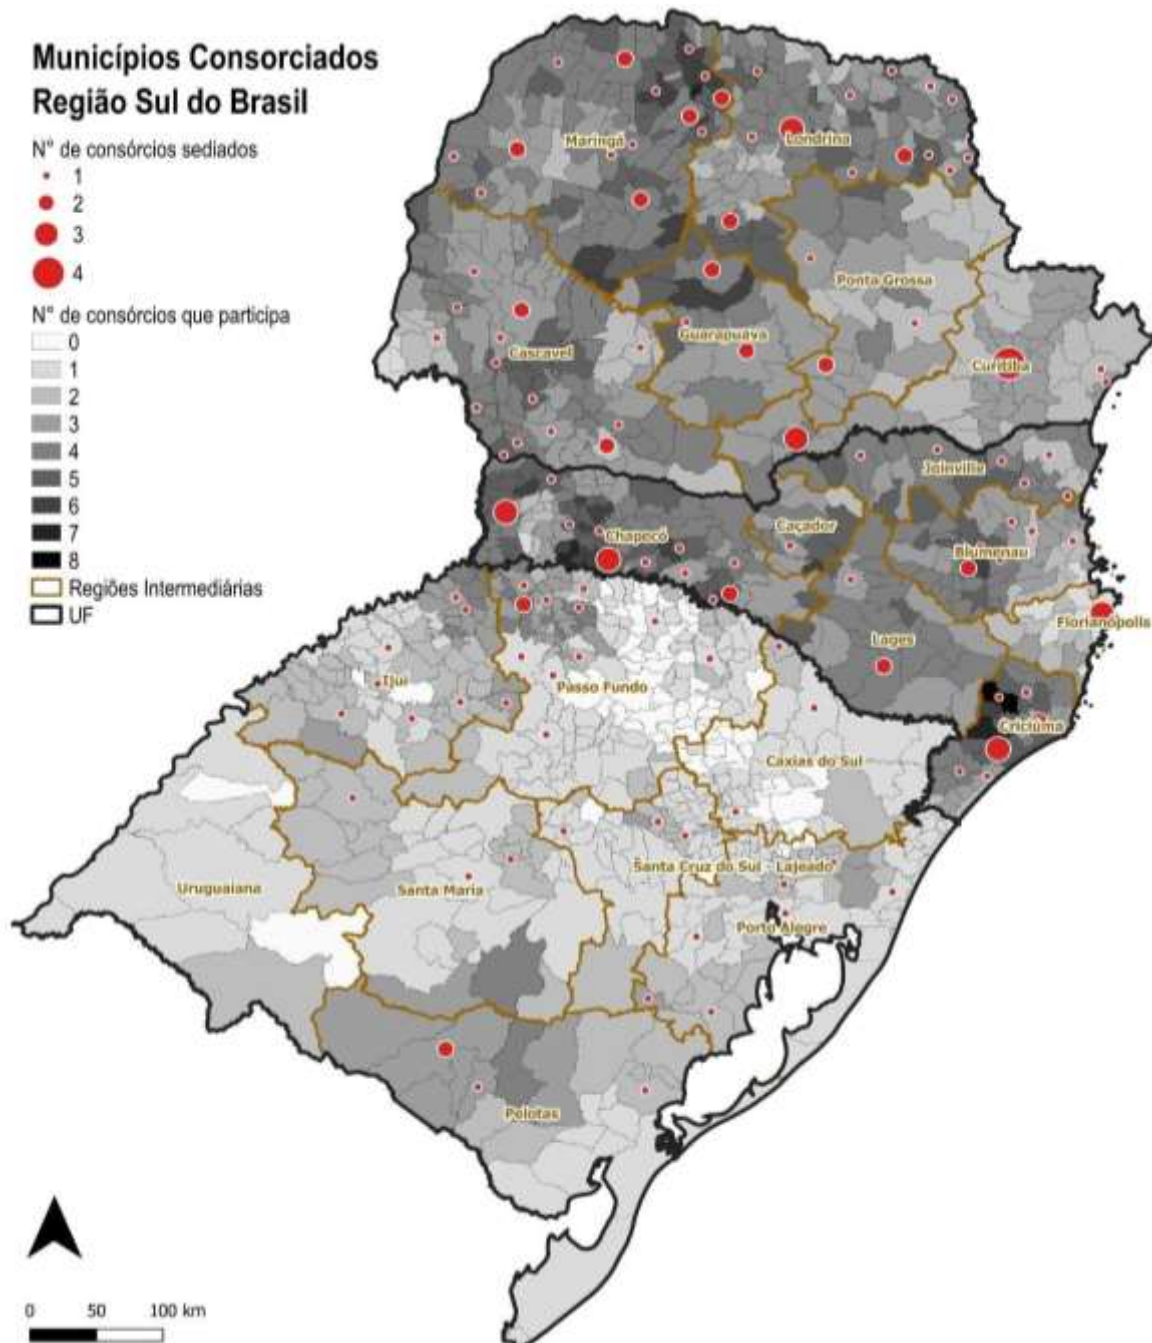 Municípios Consorciados
Região Sul do Brasil
N° de consórcios sediados
1
2
3
4
N° de consórcios que participa
0
1
2
3
4
5
6
7
8
Regiões Intermediárias
UF
Maringá
Londrina
Ponta Grossa
Guarapuava
Cascavel
Curitiba
Joinville
Caçador
Chapecó
Blumenau
Florianópolis
Lages
Ijuí
Passo Fundo
Criciúma
Caxias do Sul
Santa Cruz do Sul - Lajeado
Uruguaiana
Santa Maria
Porto Alegre
Pelotas
0 50 100 km